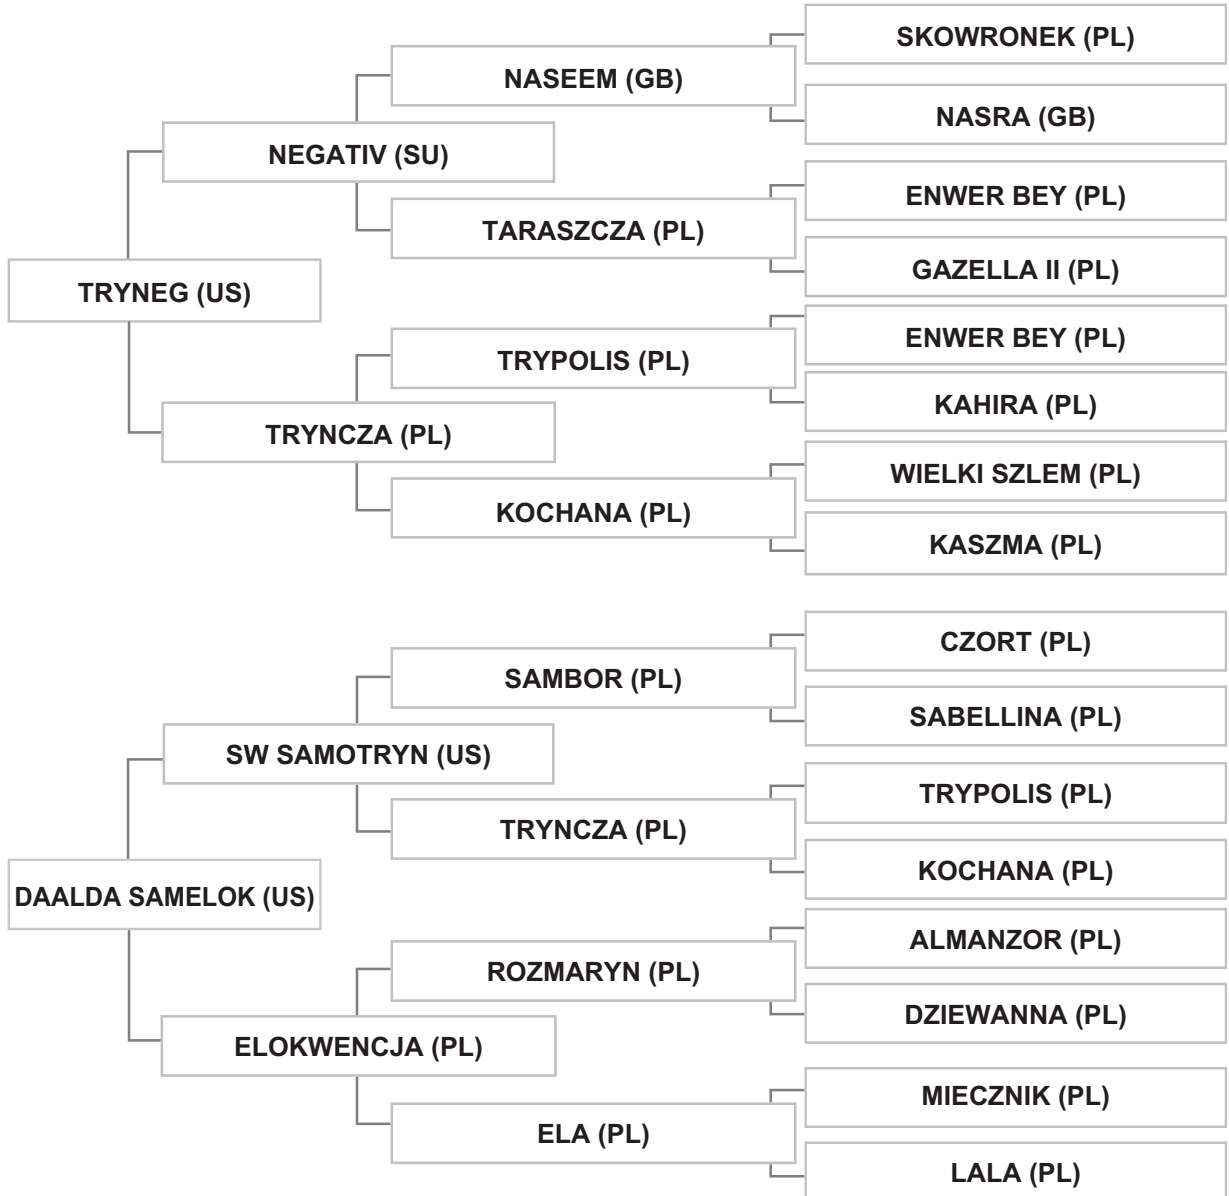 SKOWRONEK (PL)
NASEEM (GB)
NASRA (GB)
NEGATIV (SU)
ENWER BEY (PL)
TARASZCZA (PL)
GAZELLA II (PL)
TRYNEG (US)
ENWER BEY (PL)
TRYPOLIS (PL)
KAHIRA (PL)
TRYNCZA (PL)
WIELKI SZLEM (PL)
KOCHANA (PL)
KASZMA (PL)
CZORT (PL)
SAMBOR (PL)
SABELLINA (PL)
SW SAMOTRYN (US)
TRYPOLIS (PL)
TRYNCZA (PL)
KOCHANA (PL)
DAALDA SAMELOK (US)
ALMANZOR (PL)
ROZMARYN (PL)
DZIEWANNA (PL)
ELOKWENCJA (PL)
MIECZNIK (PL)
ELA (PL)
LALA (PL)